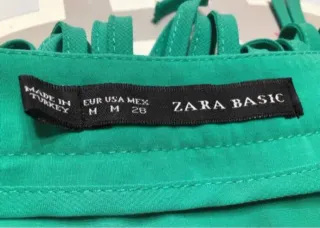 MADE IN
TURKEY
EUR USA MEX
M M 28
ZARA BASIC